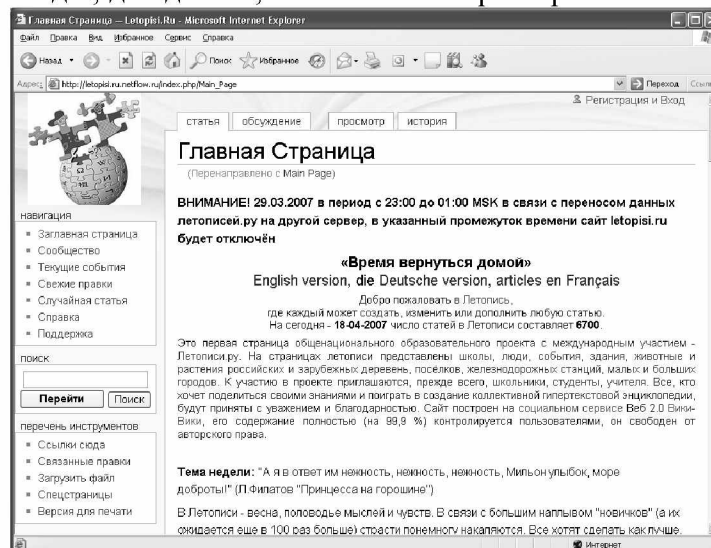 Главная Страница — Letopisi.Ru - Microsoft Internet Explorer
Файл Правка Вид Избранное Сервис Справка
Назад Поиск Избранное
Адрес: http://letopisi.ru.netflow.ru/index.php/Main_Page Переход
Регистрация и Вход
статья обсуждение просмотр история
Главная Страница
(Перенаправлено с Main Page)
ВНИМАНИЕ! 29.03.2007 в период с 23:00 до 01:00 MSK в связи с переносом данных
летописей.ру на другой сервер, в указанный промежуток времени сайт letopisi.ru
будет отключён
«Время вернуться домой»
English version, die Deutsche version, articles en Français
Добро пожаловать в Летопись,
где каждый может создать, изменить или дополнить любую статью.
На сегодня - 18-04-2007 число статей в Летописи составляет 6700.
Это первая страница общенационального образовательного проекта с международным участием -
Летописи.ру. На страницах летописи представлены школы, люди, события, здания, животные и
растения российских и зарубежных деревень, посёлков, железнодорожных станций, малых и больших
городов. К участию в проекте приглашаются, прежде всего, школьники, студенты, учителя. Все, кто
хочет поделиться своими знаниями и поиграть в создание коллективной гипертекстовой энциклопедии,
будут приняты с уважением и благодарностью. Сайт построен на социальном сервисе Веб 2.0 Вики-
Вики, его содержание полностью (на 99,9 %) контролируется пользователями, он свободен от
авторского права.
Тема недели: "А я в ответ им нежность, нежность, нежность, Мильон улыбок, море
доброты!" (Л.Филатов "Принцесса на горошине")
В Летописи - весна, половодье мыслей и чувств. В связи с большим наплывом "новичков" (а их
ожидается еще в 100 раз больше) страсти понемногу накаляются. Все хотят сделать как лучше,
навигация
Заглавная страница
Сообщество
Текущие события
Свежие правки
Случайная статья
Справка
Поддержка
поиск
Перейти Поиск
перечень инструментов
Ссылки сюда
Связанные правки
Загрузить файл
Спецстраницы
Версия для печати
Интернет